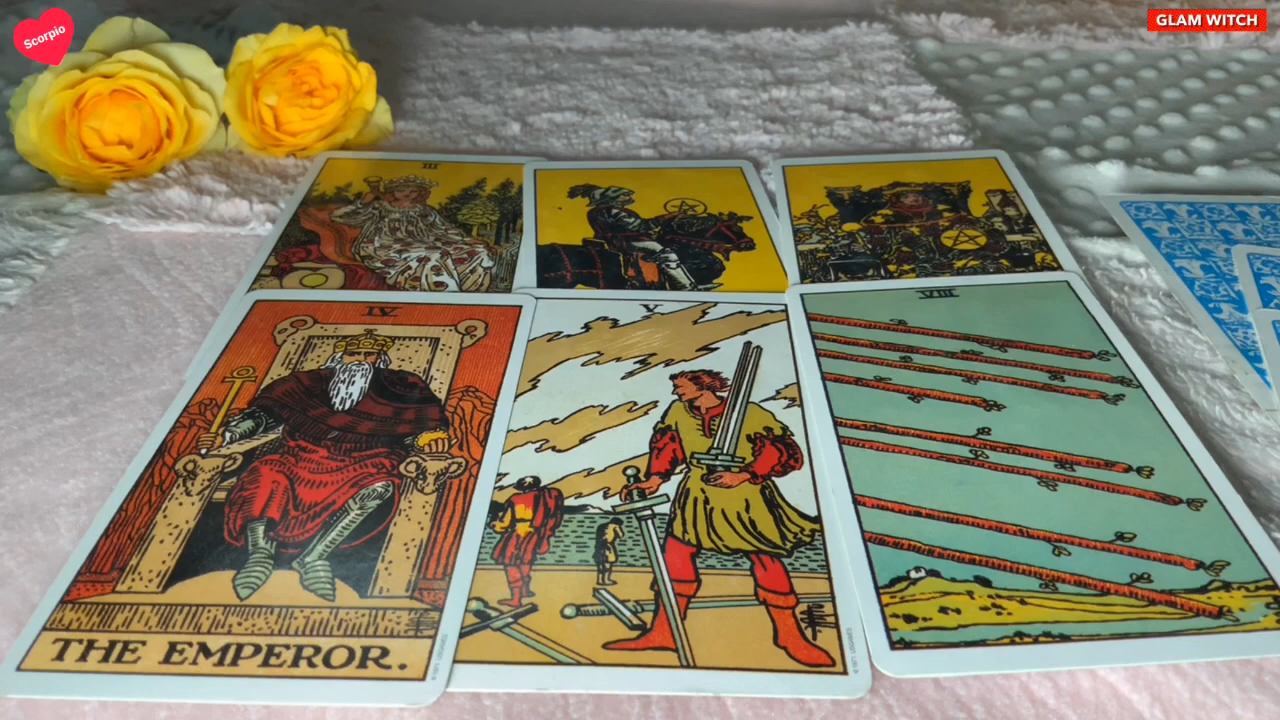 Scorpio
GLAM WITCH
III
IV
V
VIII
THE EMPEROR.